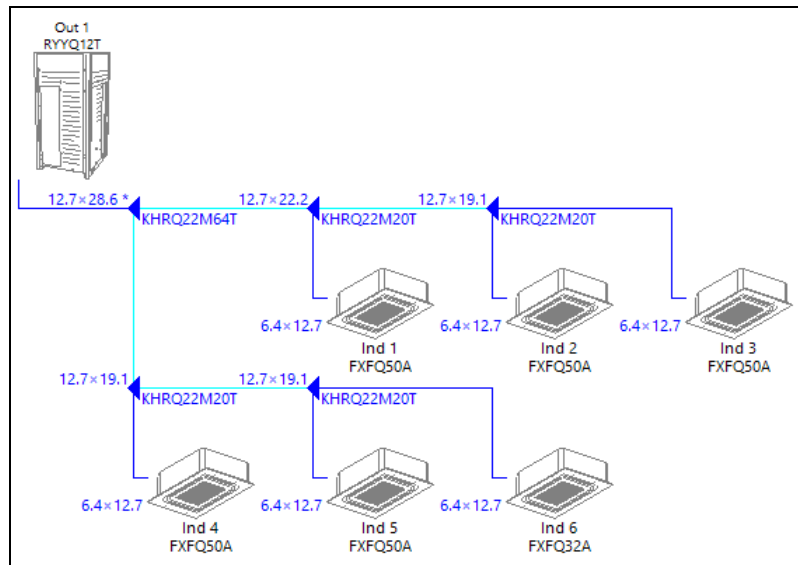 Out 1
RYYQ12T
12.7×28.6 *
KHRQ22M64T
12.7×22.2
KHRQ22M20T
12.7×19.1
KHRQ22M20T
6.4×12.7
Ind 1
FXFQ50A
6.4×12.7
Ind 2
FXFQ50A
6.4×12.7
Ind 3
FXFQ50A
12.7×19.1
KHRQ22M20T
12.7×19.1
KHRQ22M20T
6.4×12.7
Ind 4
FXFQ50A
6.4×12.7
Ind 5
FXFQ50A
6.4×12.7
Ind 6
FXFQ32A